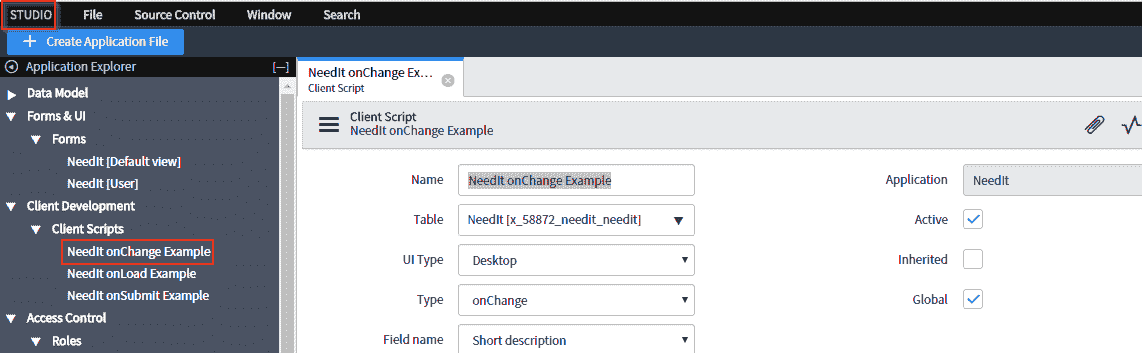 STUDIO File Source Control Window Search
+ Create Application File
Application Explorer [—]
Data Model
Forms & UI
Forms
NeedIt [Default view]
NeedIt [User]
Client Development
Client Scripts
NeedIt onChange Example
NeedIt onLoad Example
NeedIt onSubmit Example
Access Control
Roles
NeedIt onChange Ex...
Client Script
Client Script
NeedIt onChange Example
Name NeedIt onChange Example
Table NeedIt [x_58872_needit_needit]
UI Type Desktop
Type onChange
Field name Short description
Application NeedIt
Active
Inherited
Global